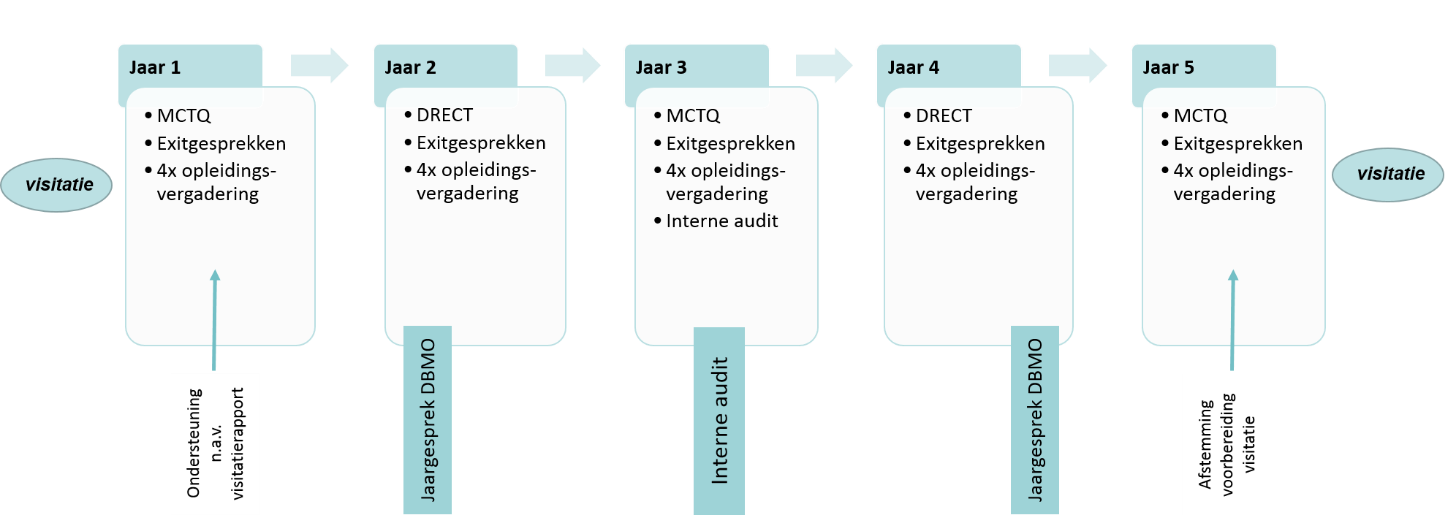 visitatie
Jaar 1
• MCTQ
• Exitgesprekken
• 4x opleidings-
vergadering
Ondersteuning
n.a.v.
visitatierapport
Jaar 2
• DRECT
• Exitgesprekken
• 4x opleidings-
vergadering
Jaargesprek DBMO
Jaar 3
• MCTQ
• Exitgesprekken
• 4x opleidings-
vergadering
• Interne audit
Interne audit
Jaar 4
• DRECT
• Exitgesprekken
• 4x opleidings-
vergadering
Jaargesprek DBMO
Jaar 5
• MCTQ
• Exitgesprekken
• 4x opleidings-
vergadering
Afstemming
voorbereiding
visitatie
visitatie